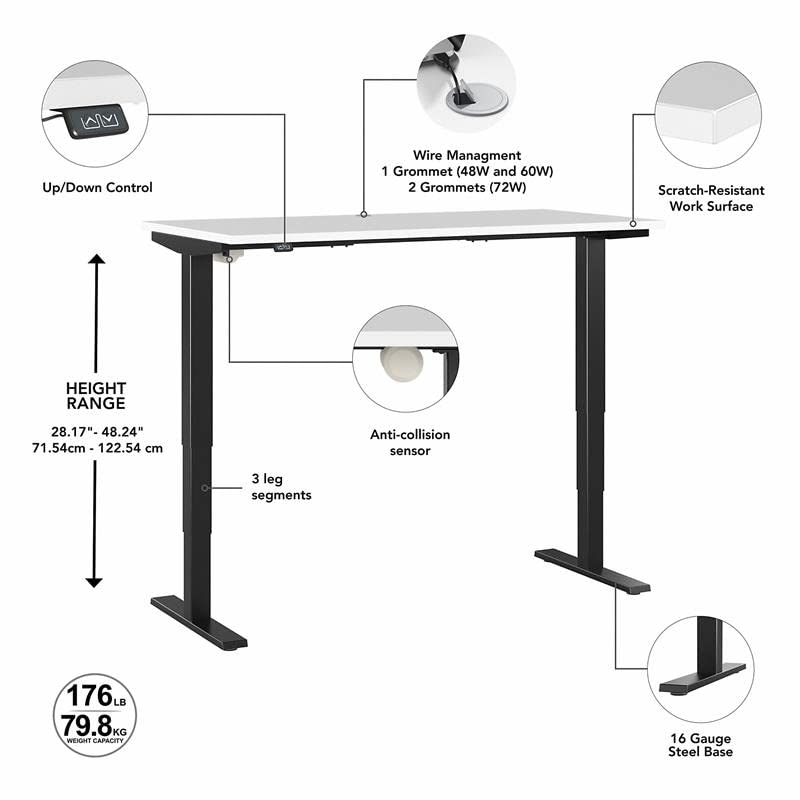 Up/Down Control
Wire Managment
1 Grommet (48W and 60W)
2 Grommets (72W)
Scratch-Resistant
Work Surface
HEIGHT
RANGE
28.17"- 48.24"
71.54cm - 122.54 cm
Anti-collision
sensor
3 leg
segments
176LB
79.8KG
WEIGHT CAPACITY
16 Gauge
Steel Base